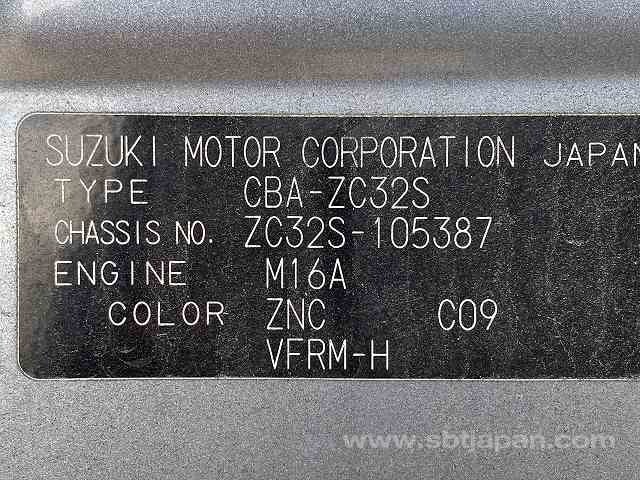 SUZUKI MOTOR CORPORATION JAPAN
TYPE CBA-ZC32S
CHASSIS NO. ZC32S-105387
ENGINE M16A
COLOR ZNC C09
VFRM-H
www.sbtjapan.com